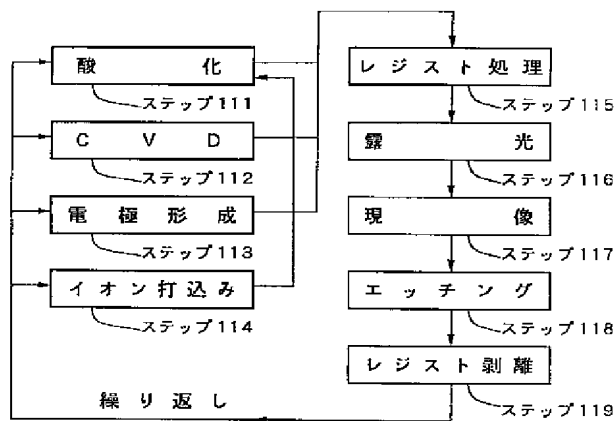 酸化
ステップ111
CVD
ステップ112
電極形成
ステップ113
イオン打込み
ステップ114
繰り返し
レジスト処理
ステップ115
露光
ステップ116
現像
ステップ117
エッチング
ステップ118
レジスト剥離
ステップ119